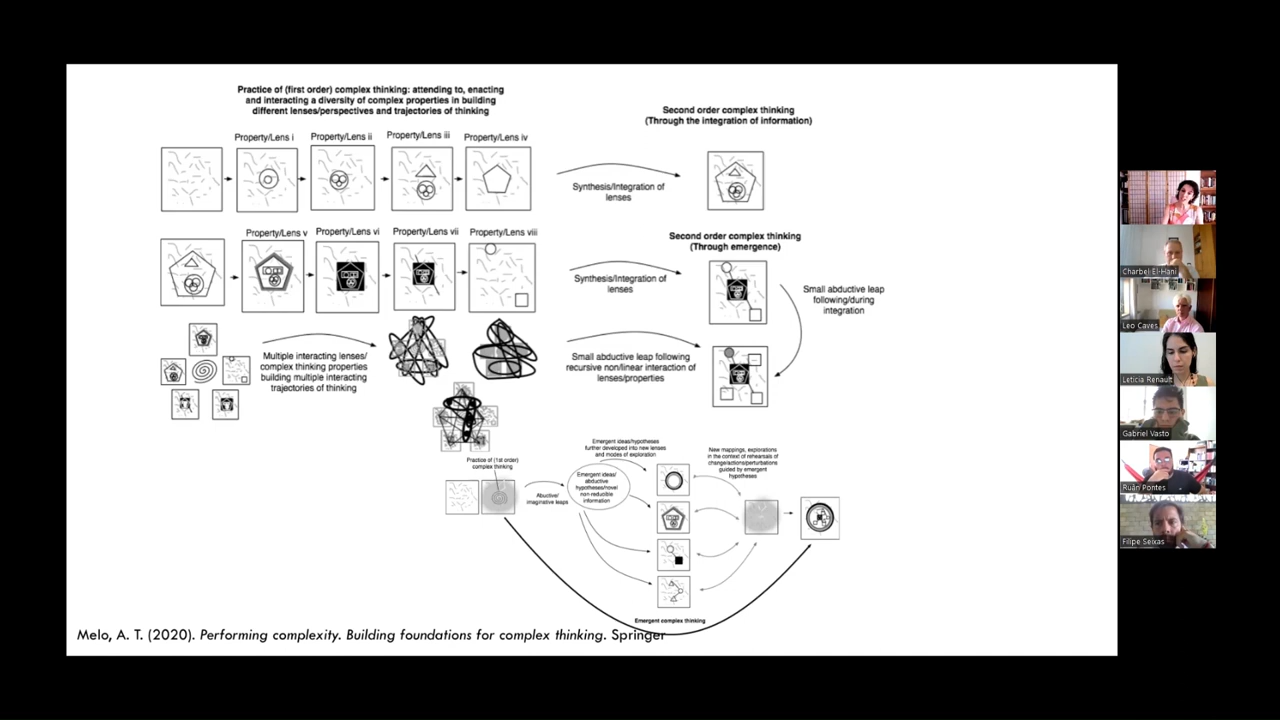 Practice of (first order) complex thinking: attending to, enacting
and interacting a diversity of complex properties in building
different lenses/perspectives and trajectories of thinking
Second order complex thinking
(Through the integration of information)
Property/Lens i
Property/Lens ii
Property/Lens iii
Property/Lens iv
Synthesis/Integration of
lenses
Property/Lens v
Property/Lens vi
Property/Lens vii
Property/Lens viii
Second order complex thinking
(Through emergence)
Synthesis/Integration of
lenses
Small abductive leap
following/during
integration
Multiple interacting lenses/
complex thinking properties
building multiple interacting
trajectories of thinking
Small abductive leap following
recursive non/linear interaction of
lenses/properties
Practice of (1st order)
complex thinking
Abuctive/
imaginative leaps
Emergent ideas/
abductive
hypotheses/novel
non-reducible
information
Emergent ideas/hypotheses
further developed into new lenses
and modes of exploration
New mappings, explorations
in the context of rehearsals of
change/actions/perturbations
guided by emergent
hypotheses
Emergent complex thinking
Melo, A. T. (2020). Performing complexity. Building foundations for complex thinking. Springer
Charbel El-Hani
Leo Caves
Leticia Renault
Gabriel Vasto
Ruan Pontes
Filipe Seixas